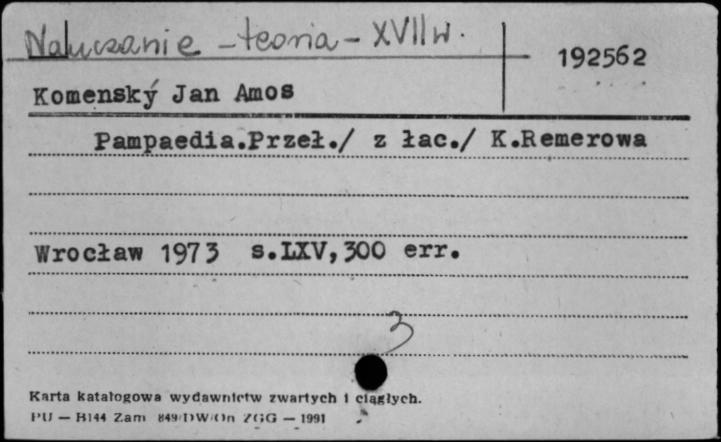 Nauczanie - teoria - XVII w.
192562
Komenský Jan Amos
Pampaedia.Przeł./ z łac./ K.Remerowa
Wrocław 1973 s.LXV,300 err.
3
Karta katalogowa wydawnictw zwartych i ciągłych.
PU — B144 Zam 849/DW/On ZGG — 1991